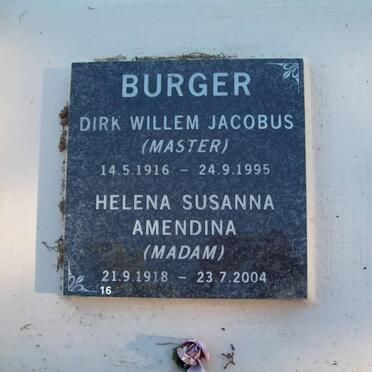 BURGER
DIRK WILLEM JACOBUS
(MASTER)
14.5.1916 – 24.9.1995
HELENA SUSANNA
AMENDINA
(MADAM)
21.9.1918 – 23.7.2004
16